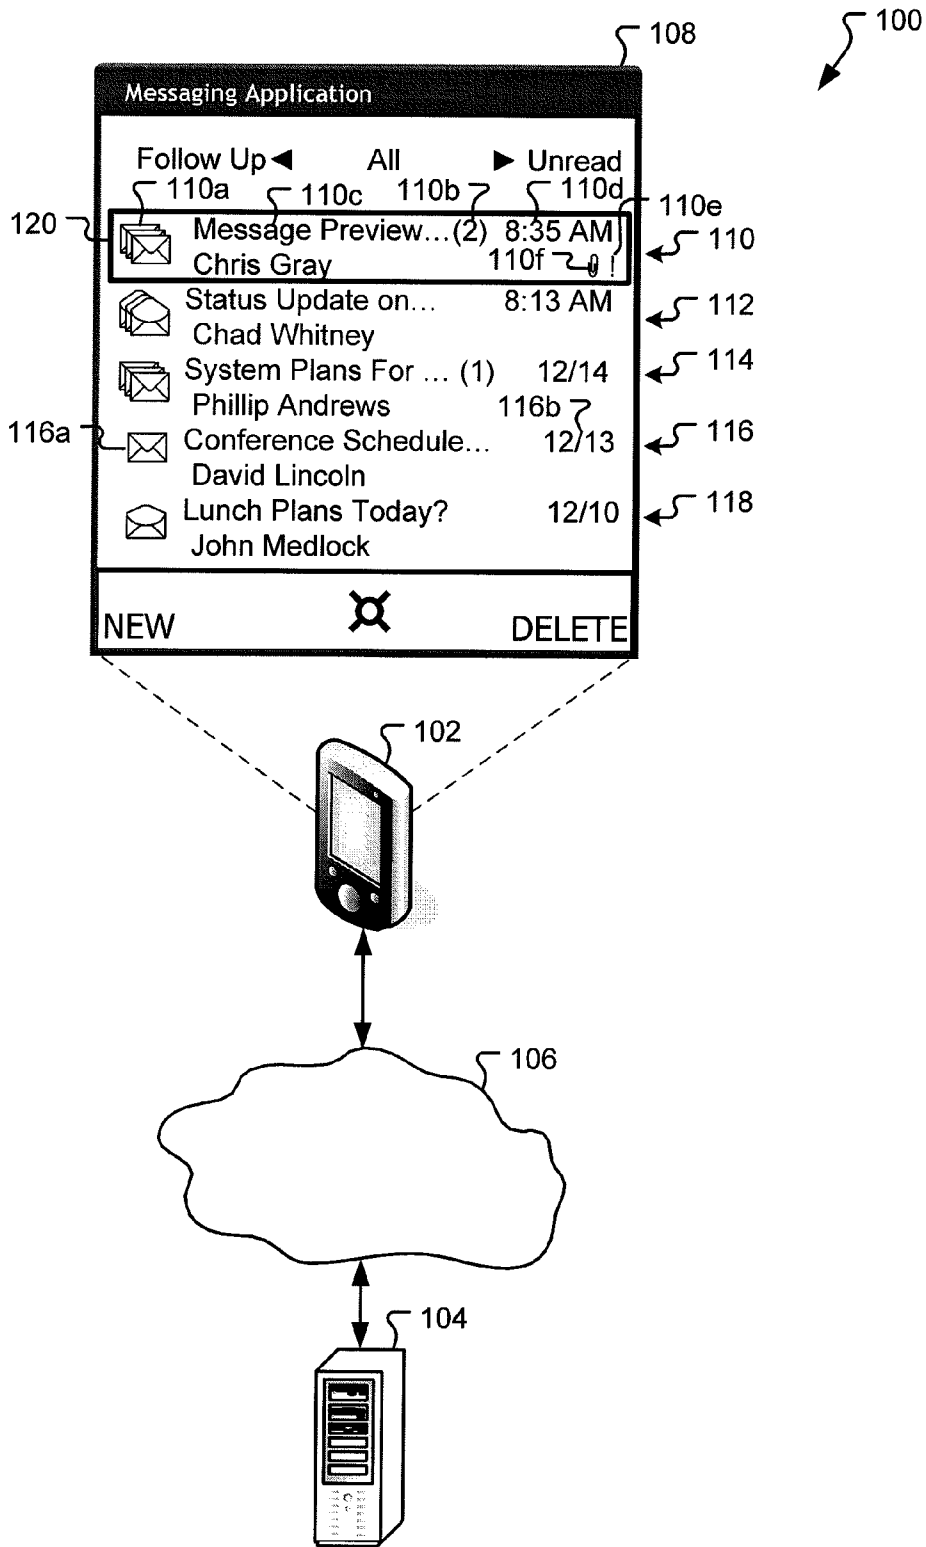 100
108
Messaging Application
Follow Up ◀ All ▶ Unread
110a 110c 110b 110d 110e
120
Message Preview...(2) 8:35 AM
110
Chris Gray 110f !
Status Update on... 8:13 AM
112
Chad Whitney
System Plans For ... (1) 12/14
114
Phillip Andrews 116b
116a
Conference Schedule... 12/13
116
David Lincoln
Lunch Plans Today? 12/10
118
John Medlock
NEW DELETE
102
106
104